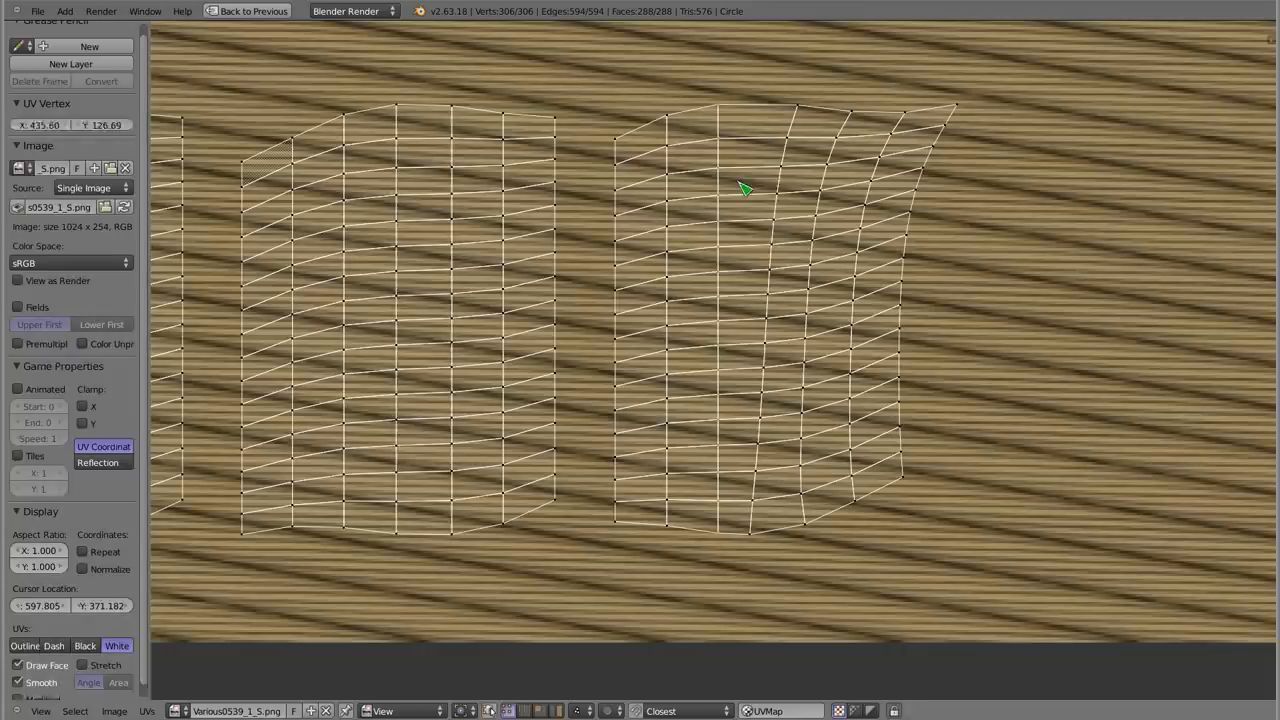 File Add Render Window Help Back to Previous Blender Render v2.63.18 | Verts:306/306 | Edges:594/594 | Faces:288/288 | Tris:576 | Circle
Grease Pencil
New
New Layer
Delete Frame Convert
UV Vertex
X: 435.60 Y: 126.69
Image
_S.png F
Source: Single Image
s0539_1_S.png
Image: size 1024 x 254, RGB
Color Space:
sRGB
View as Render
Fields
Upper First Lower First
Premultipl Color Unpr
Game Properties
Animated Clamp:
Start: 0 X
End: 0 Y
Speed: 1
UV Coordinat
Tiles Reflection
X: 1
Y: 1
Display
Aspect Ratio: Coordinates:
X: 1.000 Repeat
Y: 1.000 Normalize
Cursor Location:
: 597.805 Y: 371.182
UVs:
Outline Dash Black White
Draw Face Stretch
Smooth Angle Area
View Select Image UVs Various0539_1_S.png F View Closest UVMap